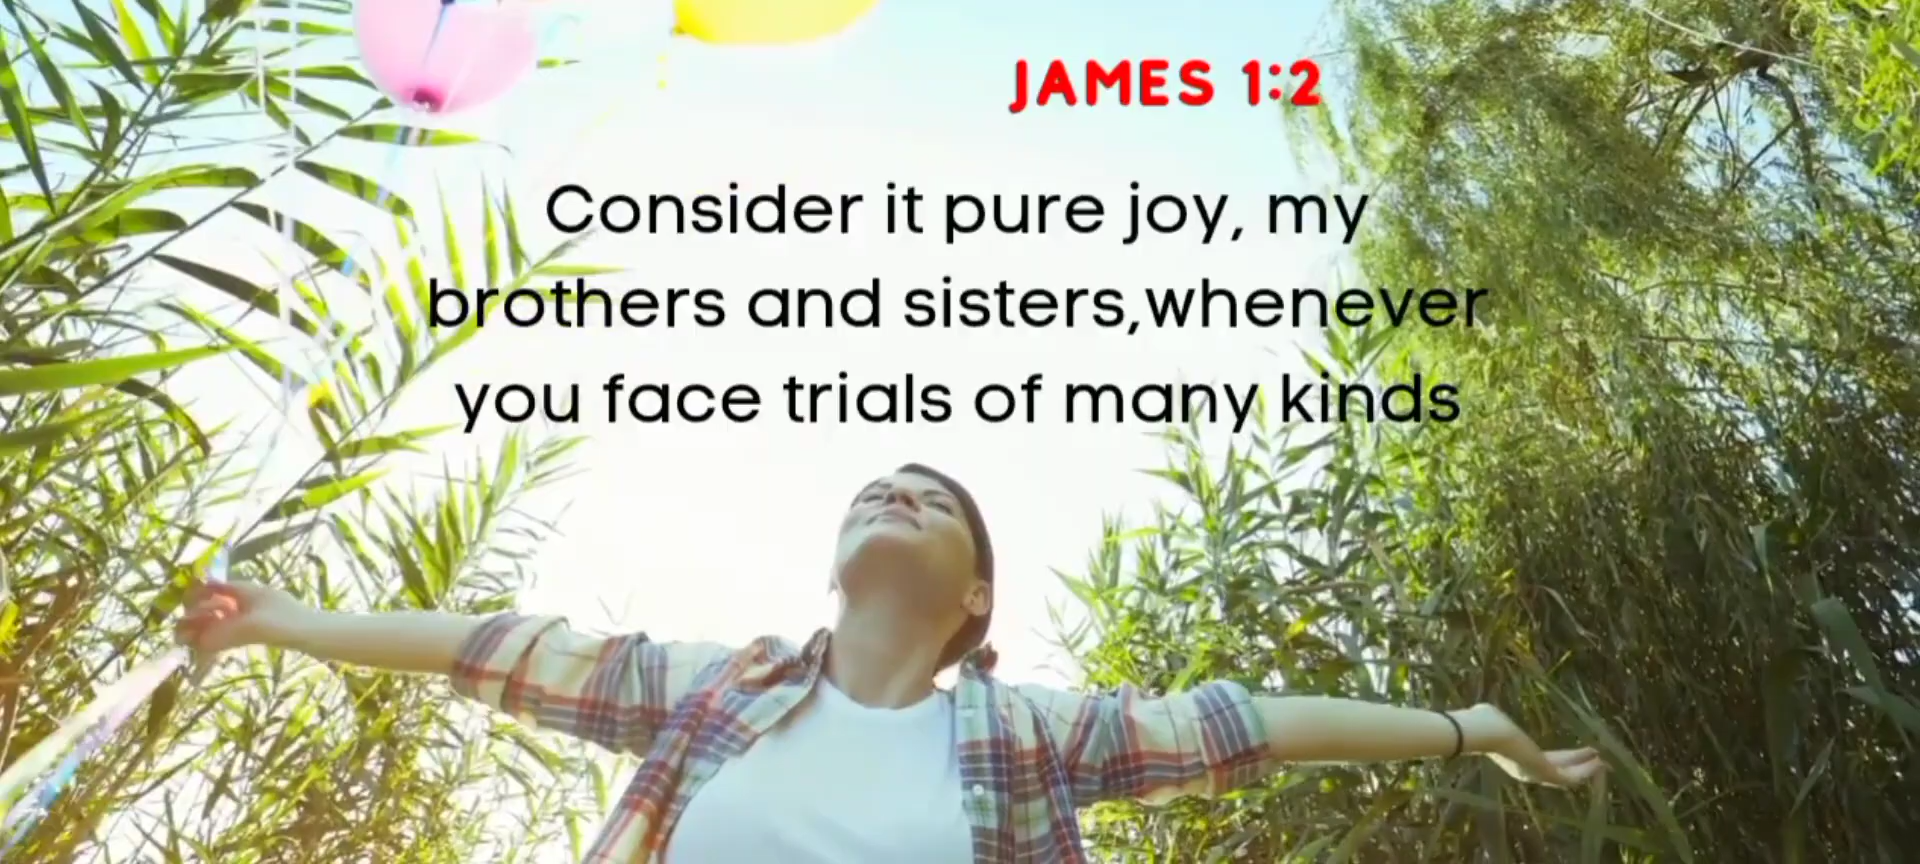 JAMES 1:2
Consider it pure joy, my
brothers and sisters,whenever
you face trials of many kinds